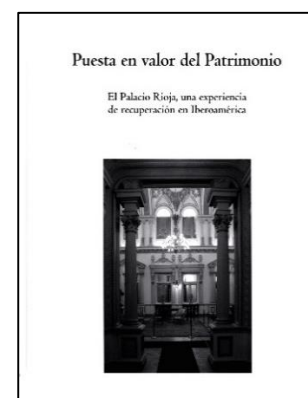 Puesta en valor del Patrimonio
El Palacio Rioja, una experiencia
de recuperación en Iberoamérica